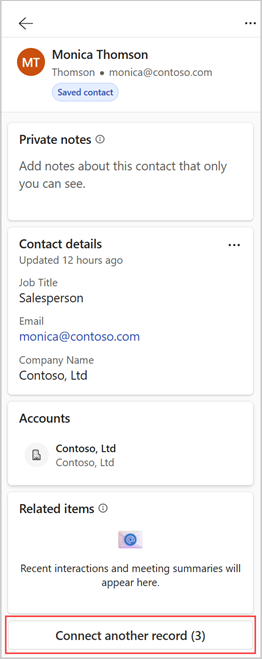 MT
Monica Thomson
Thomson • monica@contoso.com
Saved contact
Private notes
Add notes about this contact that only
you can see.
Contact details
Updated 12 hours ago
Job Title
Salesperson
Email
monica@contoso.com
Company Name
Contoso, Ltd
Accounts
Contoso, Ltd
Contoso, Ltd
Related items
Recent interactions and meeting summaries will
appear here.
Connect another record (3)